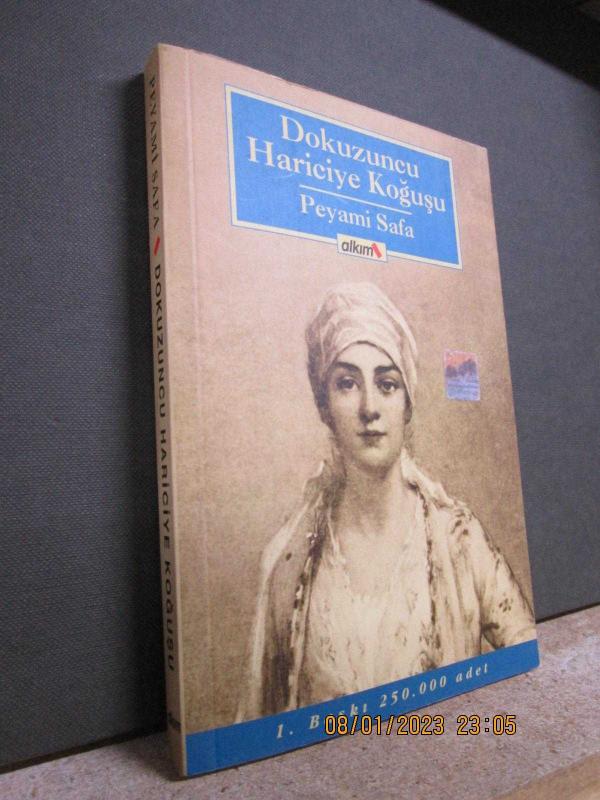 Dokuzuncu
Hariciye Koğuşu
Peyami Safa
alkım
PEYAMİ SAFA DOKUZUNCU HARİCİYE KOĞUŞU
alkım
1. Baskı 250.000 adet
08/01/2023 23:05